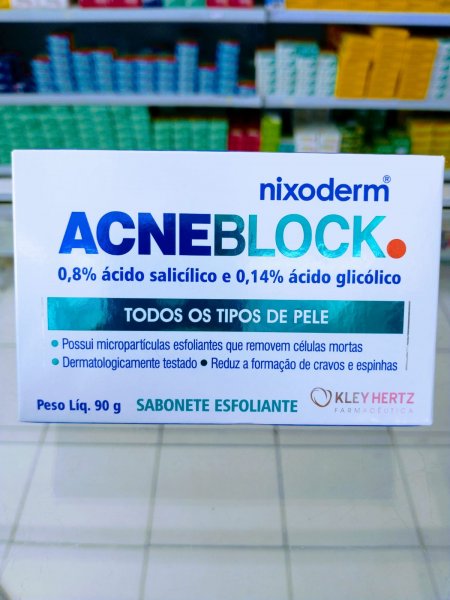 nixoderm®
ACNEBLOCK.
0,8% ácido salicílico e 0,14% ácido glicólico
TODOS OS TIPOS DE PELE
• Possui micropartículas esfoliantes que removem células mortas
• Dermatologicamente testado • Reduz a formação de cravos e espinhas
Peso Líq. 90 g SABONETE ESFOLIANTE KLEY HERTZ
FARMACÊUTICA